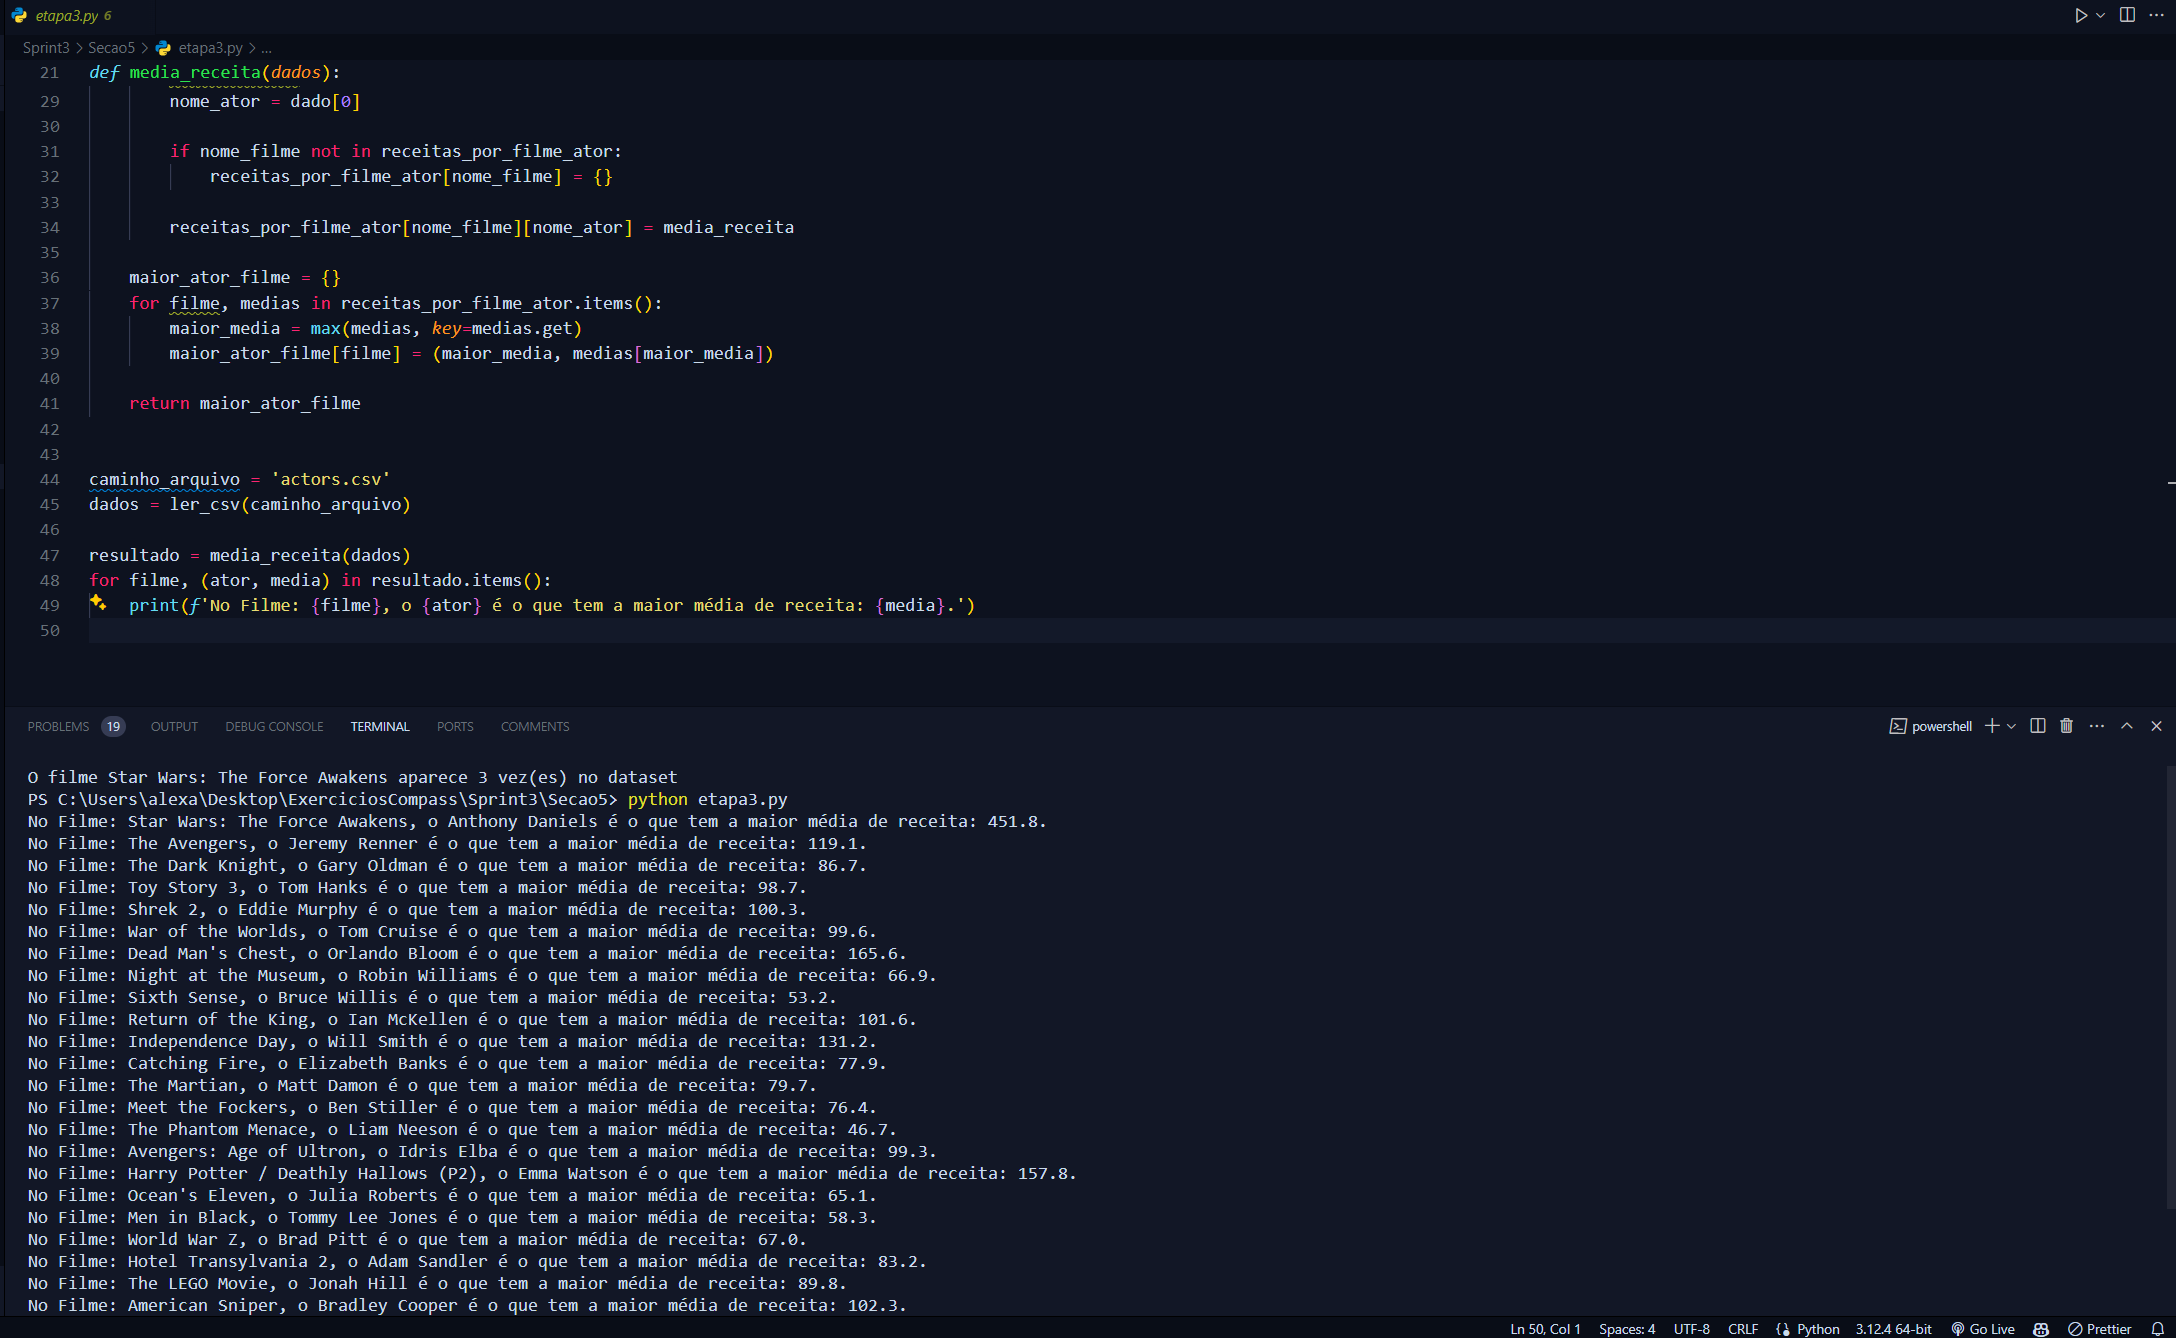 etapa3.py 6
Sprint3 > Secao5 > etapa3.py > ...
21 def media_receita(dados):
29 nome_ator = dado[0]
30
31 if nome_filme not in receitas_por_filme_ator:
32 receitas_por_filme_ator[nome_filme] = {}
33
34 receitas_por_filme_ator[nome_filme][nome_ator] = media_receita
35
36 maior_ator_filme = {}
37 for filme, medias in receitas_por_filme_ator.items():
38 maior_media = max(medias, key=medias.get)
39 maior_ator_filme[filme] = (maior_media, medias[maior_media])
40
41 return maior_ator_filme
42
43
44 caminho_arquivo = 'actors.csv'
45 dados = ler_csv(caminho_arquivo)
46
47 resultado = media_receita(dados)
48 for filme, (ator, media) in resultado.items():
49 print(f'No Filme: {filme}, o {ator} é o que tem a maior média de receita: {media}.')
50
PROBLEMS 19 OUTPUT DEBUG CONSOLE TERMINAL PORTS COMMENTS powershell
O filme Star Wars: The Force Awakens aparece 3 vez(es) no dataset
PS C:\Users\alexa\Desktop\ExerciciosCompass\Sprint3\Secao5> python etapa3.py
No Filme: Star Wars: The Force Awakens, o Anthony Daniels é o que tem a maior média de receita: 451.8.
No Filme: The Avengers, o Jeremy Renner é o que tem a maior média de receita: 119.1.
No Filme: The Dark Knight, o Gary Oldman é o que tem a maior média de receita: 86.7.
No Filme: Toy Story 3, o Tom Hanks é o que tem a maior média de receita: 98.7.
No Filme: Shrek 2, o Eddie Murphy é o que tem a maior média de receita: 100.3.
No Filme: War of the Worlds, o Tom Cruise é o que tem a maior média de receita: 99.6.
No Filme: Dead Man's Chest, o Orlando Bloom é o que tem a maior média de receita: 165.6.
No Filme: Night at the Museum, o Robin Williams é o que tem a maior média de receita: 66.9.
No Filme: Sixth Sense, o Bruce Willis é o que tem a maior média de receita: 53.2.
No Filme: Return of the King, o Ian McKellen é o que tem a maior média de receita: 101.6.
No Filme: Independence Day, o Will Smith é o que tem a maior média de receita: 131.2.
No Filme: Catching Fire, o Elizabeth Banks é o que tem a maior média de receita: 77.9.
No Filme: The Martian, o Matt Damon é o que tem a maior média de receita: 79.7.
No Filme: Meet the Fockers, o Ben Stiller é o que tem a maior média de receita: 76.4.
No Filme: The Phantom Menace, o Liam Neeson é o que tem a maior média de receita: 46.7.
No Filme: Avengers: Age of Ultron, o Idris Elba é o que tem a maior média de receita: 99.3.
No Filme: Harry Potter / Deathly Hallows (P2), o Emma Watson é o que tem a maior média de receita: 157.8.
No Filme: Ocean's Eleven, o Julia Roberts é o que tem a maior média de receita: 65.1.
No Filme: Men in Black, o Tommy Lee Jones é o que tem a maior média de receita: 58.3.
No Filme: World War Z, o Brad Pitt é o que tem a maior média de receita: 67.0.
No Filme: Hotel Transylvania 2, o Adam Sandler é o que tem a maior média de receita: 83.2.
No Filme: The LEGO Movie, o Jonah Hill é o que tem a maior média de receita: 89.8.
No Filme: American Sniper, o Bradley Cooper é o que tem a maior média de receita: 102.3.
Ln 50, Col 1 Spaces: 4 UTF-8 CRLF Python 3.12.4 64-bit Go Live Prettier